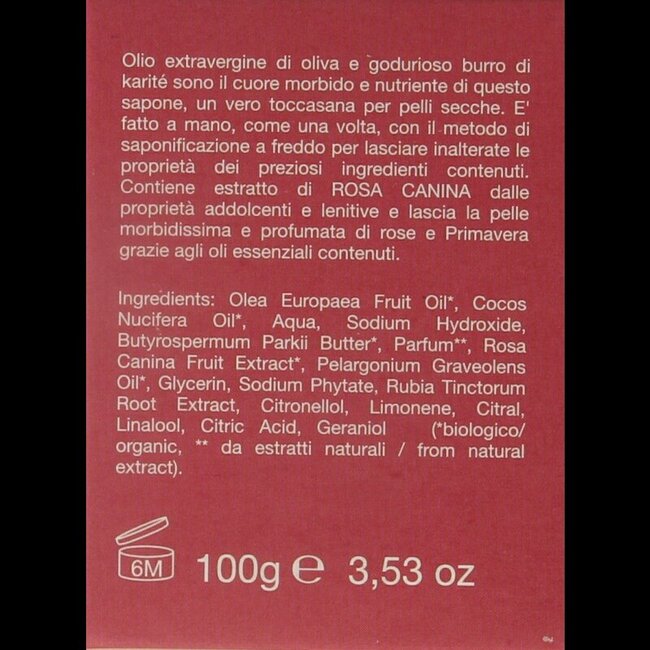 Olio extravergine di oliva e godurioso burro di
karité sono il cuore morbido e nutriente di questo
sapone, un vero toccasana per pelli secche. E'
fatto a mano, come una volta, con il metodo di
saponificazione a freddo per lasciare inalterate le
proprietà dei preziosi ingredienti contenuti.
Contiene estratto di ROSA CANINA dalle
proprietà addolcenti e lenitive e lascia la pelle
morbidissima e profumata di rose e Primavera
grazie agli oli essenziali contenuti.
Ingredients: Olea Europaea Fruit Oil*, Cocos
Nucifera Oil*, Aqua, Sodium Hydroxide,
Butyrospermum Parkii Butter*, Parfum**, Rosa
Canina Fruit Extract*, Pelargonium Graveolens
Oil*, Glycerin, Sodium Phytate, Rubia Tinctorum
Root Extract, Citronellol, Limonene, Citral,
Linalool, Citric Acid, Geraniol (*biologico/
organic, ** da estratti naturali / from natural
extract).
6M 100g e 3,53 oz